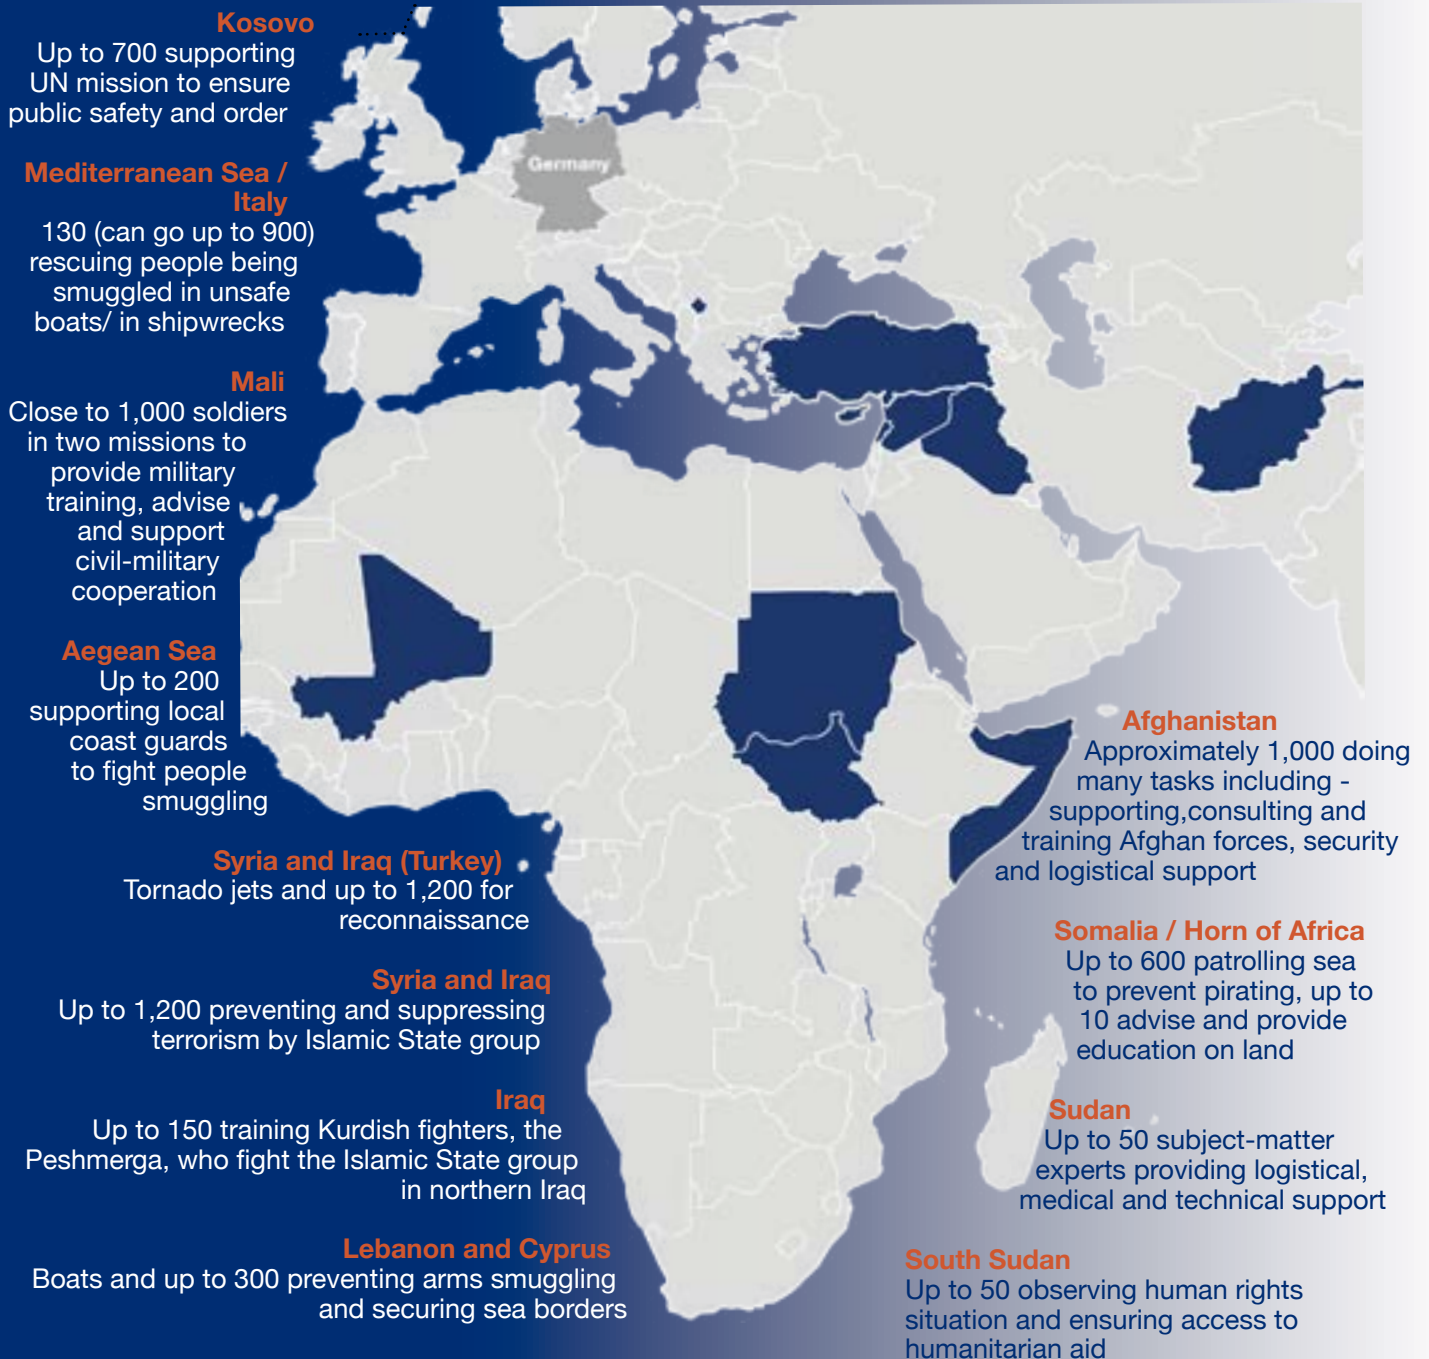 Kosovo
Up to 700 supporting
UN mission to ensure
public safety and order
Mediterranean Sea /
Italy
130 (can go up to 900)
rescuing people being
smuggled in unsafe
boats/ in shipwrecks
Mali
Close to 1,000 soldiers
in two missions to
provide military
training, advise
and support
civil-military
cooperation
Aegean Sea
Up to 200
supporting local
coast guards
to fight people
smuggling
Syria and Iraq (Turkey)
Tornado jets and up to 1,200 for
reconnaissance
Syria and Iraq
Up to 1,200 preventing and suppressing
terrorism by Islamic State group
Iraq
Up to 150 training Kurdish fighters, the
Peshmerga, who fight the Islamic State group
in northern Iraq
Lebanon and Cyprus
Boats and up to 300 preventing arms smuggling
and securing sea borders
Germany
Afghanistan
Approximately 1,000 doing
many tasks including -
supporting,consulting and
training Afghan forces, security
and logistical support
Somalia / Horn of Africa
Up to 600 patrolling sea
to prevent pirating, up to
10 advise and provide
education on land
Sudan
Up to 50 subject-matter
experts providing logistical,
medical and technical support
South Sudan
Up to 50 observing human rights
situation and ensuring access to
humanitarian aid